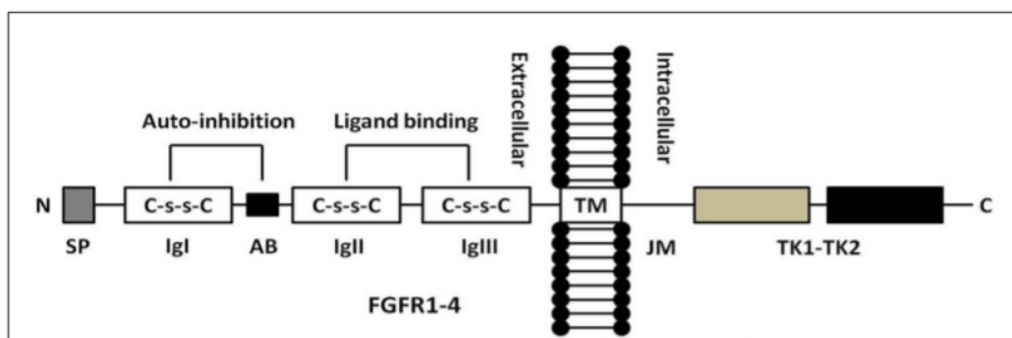 Extracellular
Intracellular
Auto-inhibition
Ligand binding
N
C-s-s-C
C-s-s-C
C-s-s-C
TM
C
SP
IgI
AB
IgII
IgIII
JM
TK1-TK2
FGFR1-4